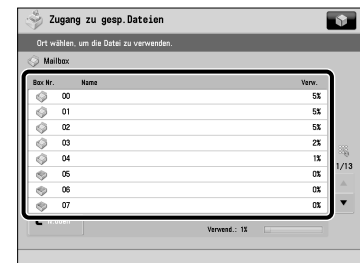 Zugang zu gesp.Dateien
Ort wählen, um die Datei zu verwenden.
Mailbox
Box Nr. Name Verw.
00 5%
01 5%
02 5%
03 2%
04 1%
05 0%
06 0%
07 0%
1/13
Verwend.: 1%